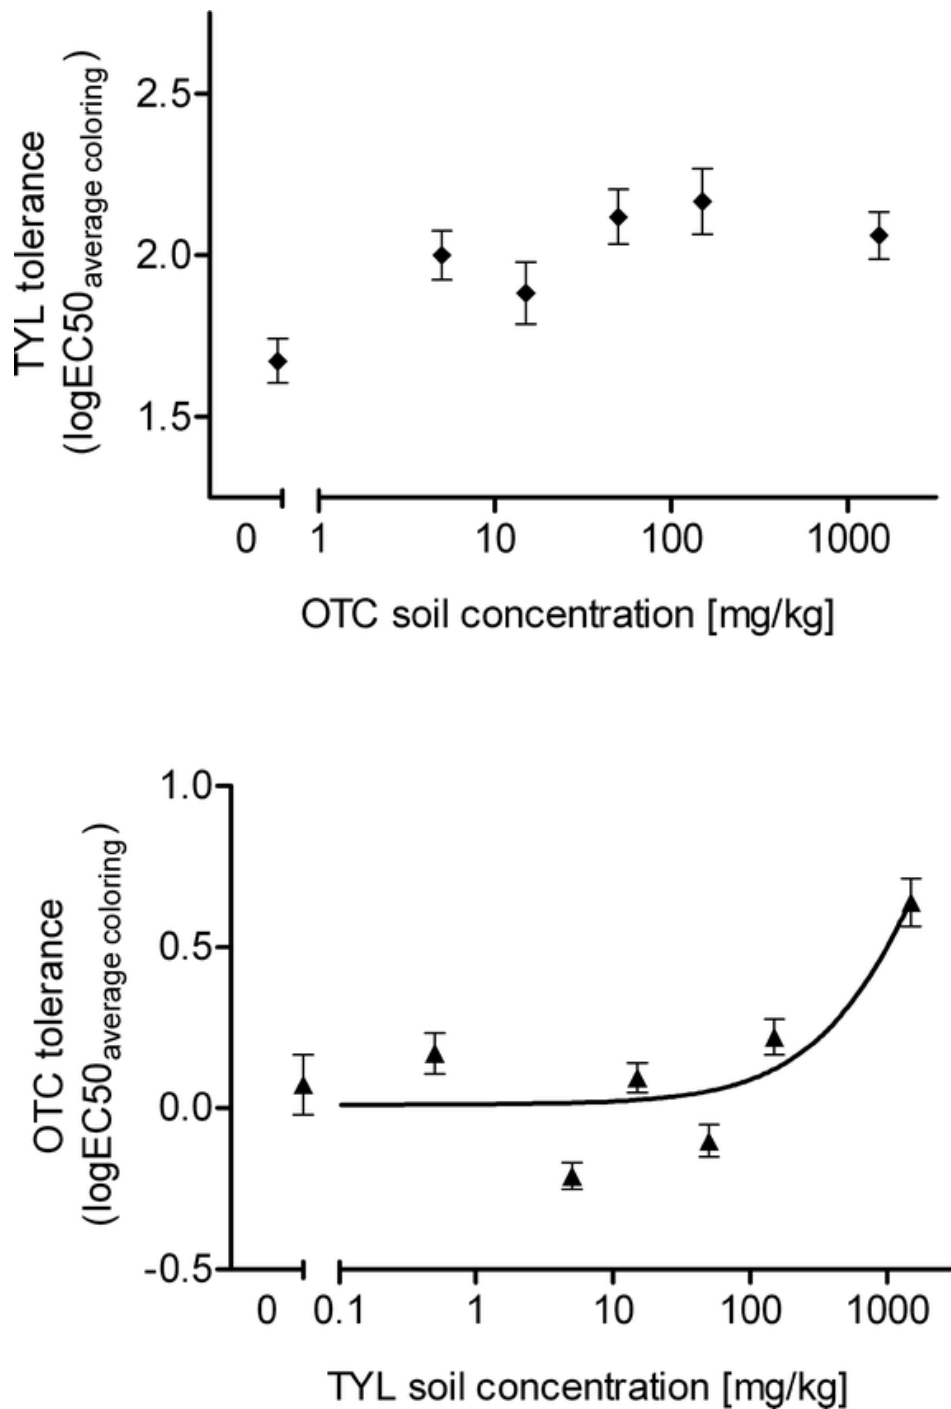 TYL tolerance
(logEC50average coloring)
2.5
2.0
1.5
0 1 10 100 1000
OTC soil concentration [mg/kg]
OTC tolerance
(logEC50average coloring)
1.0
0.5
0.0
-0.5
0 0.1 1 10 100 1000
TYL soil concentration [mg/kg]